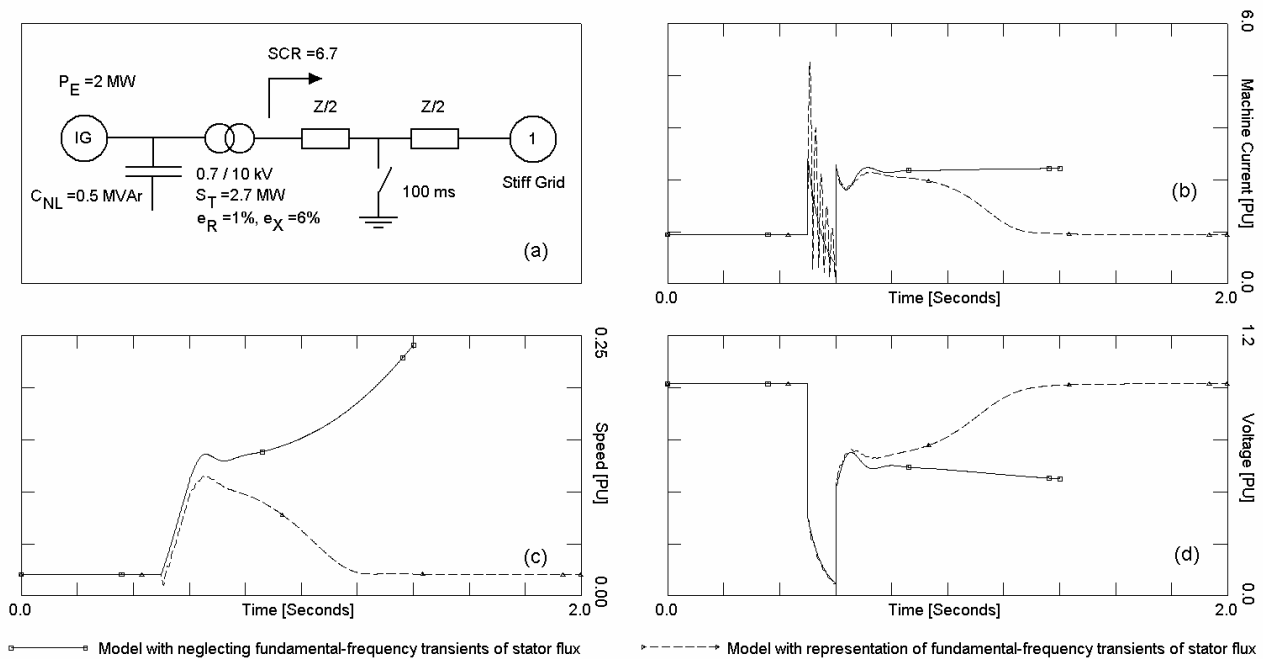 SCR =6.7
P_E =2 MW
Z/2
Z/2
IG
1
0.7 / 10 kV
Stiff Grid
C_NL =0.5 MVAr
S_T =2.7 MW
100 ms
e_R =1%, e_X =6%
(a)
6.0
Machine Current [PU]
(b)
0.0
0.0
Time [Seconds]
2.0
0.25
Speed [PU]
(c)
0.00
0.0
Time [Seconds]
2.0
1.2
Voltage [PU]
(d)
0.0
0.0
Time [Seconds]
2.0
Model with neglecting fundamental-frequency transients of stator flux
Model with representation of fundamental-frequency transients of stator flux